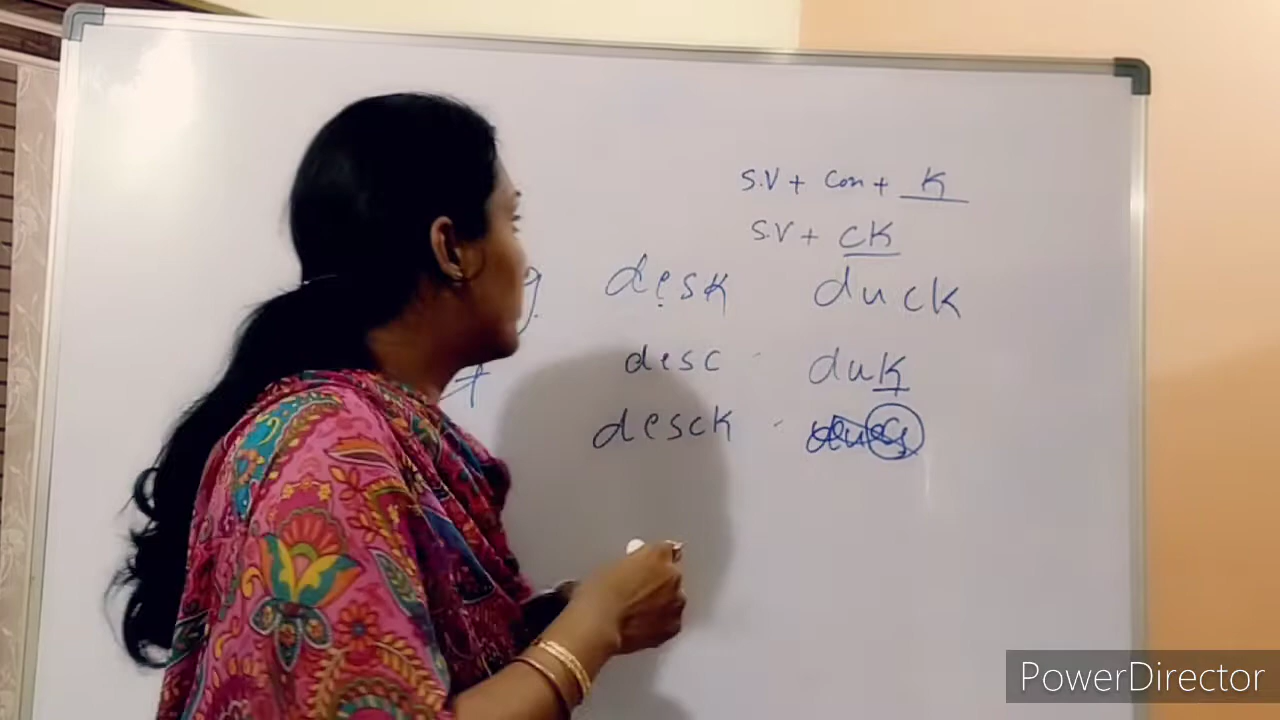 S.V + Con + K
S.V + CK
desk duck
desc duk
desck
PowerDirector